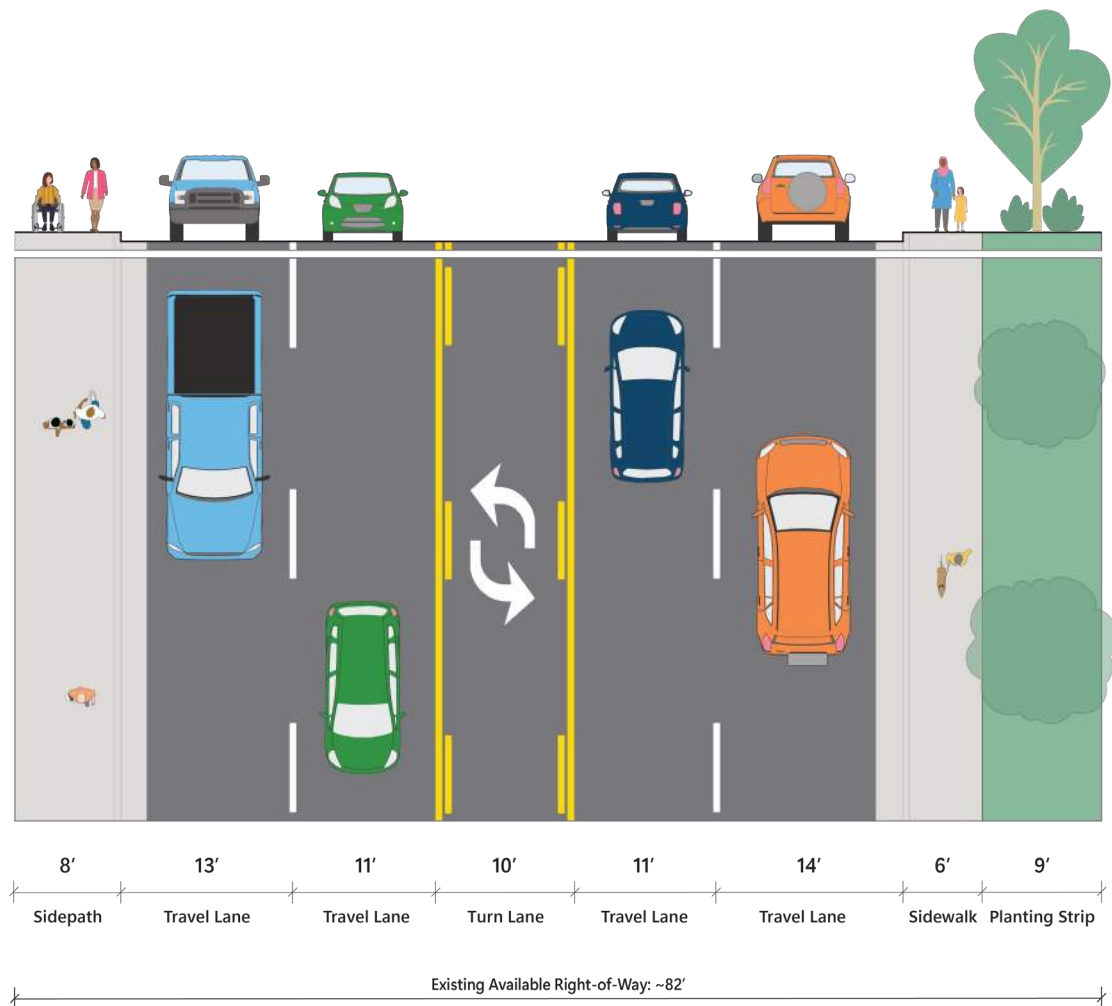 8′ 13′ 11′ 10′ 11′ 14′ 6′ 9′
Sidepath Travel Lane Travel Lane Turn Lane Travel Lane Travel Lane Sidewalk Planting Strip
Existing Available Right-of-Way: ~82′